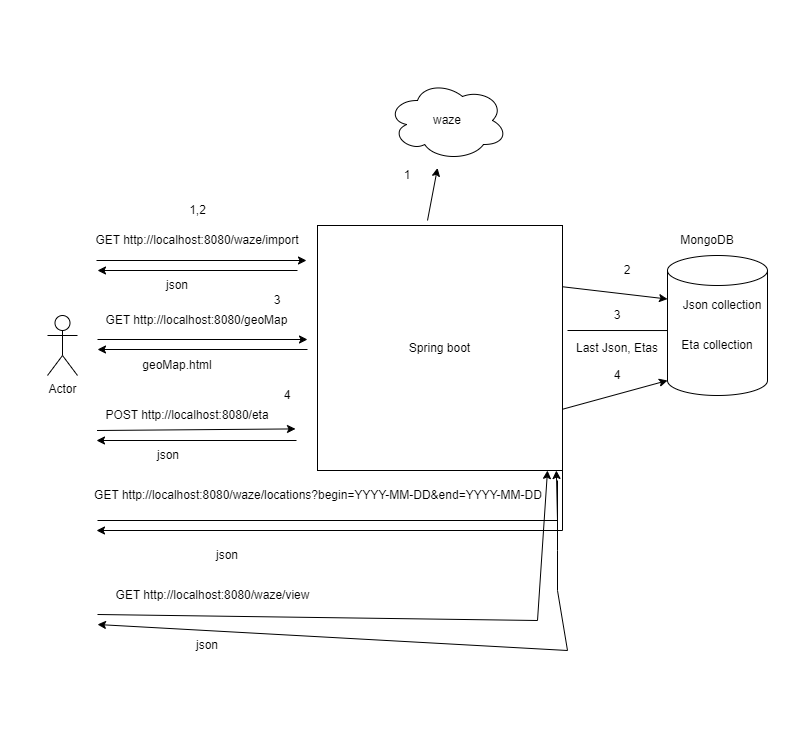 waze
1
1,2
GET http://localhost:8080/waze/import
json
3
GET http://localhost:8080/geoMap
geoMap.html
Actor
4
POST http://localhost:8080/eta
json
Spring boot
MongoDB
2
Json collection
3
Last Json, Etas
Eta collection
4
GET http://localhost:8080/waze/locations?begin=YYYY-MM-DD&end=YYYY-MM-DD
json
GET http://localhost:8080/waze/view
json